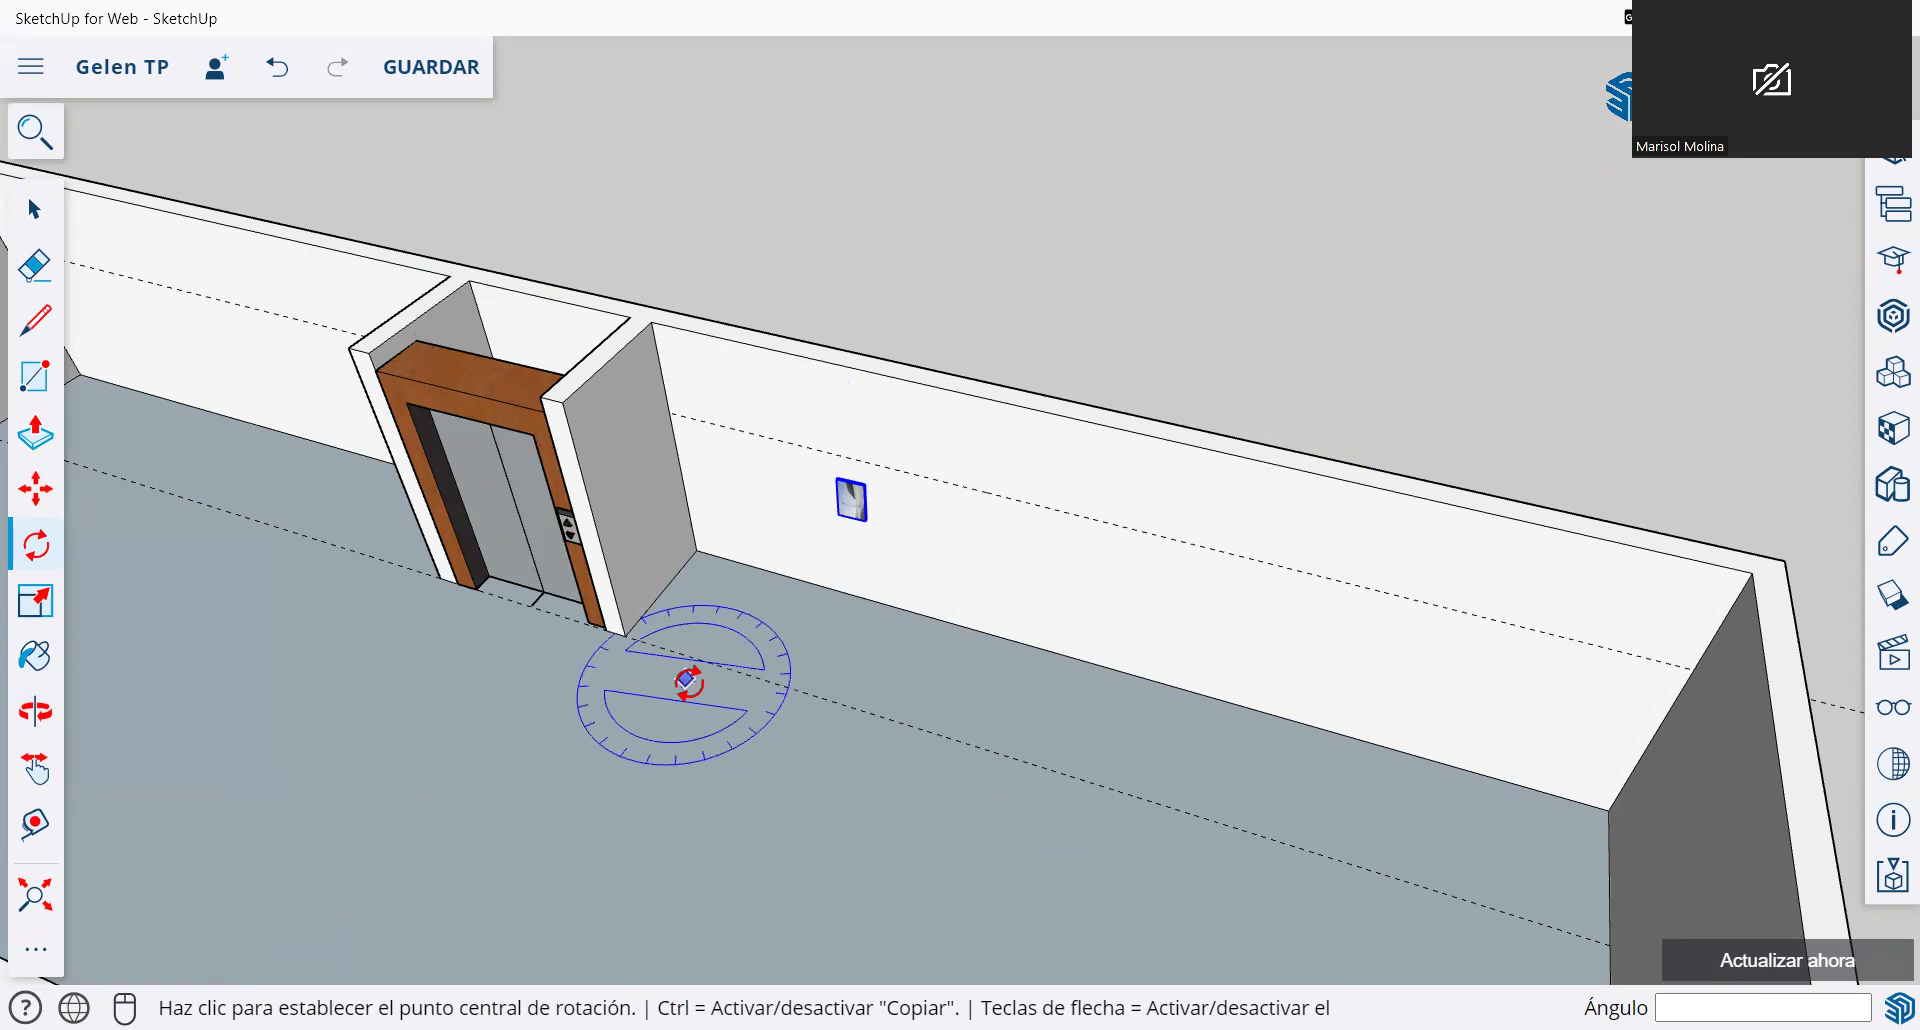 SketchUp for Web - SketchUp
Gelen TP
GUARDAR
Marisol Molina
Actualizar ahora
Haz clic para establecer el punto central de rotación. | Ctrl = Activar/desactivar "Copiar". | Teclas de flecha = Activar/desactivar el
Ángulo